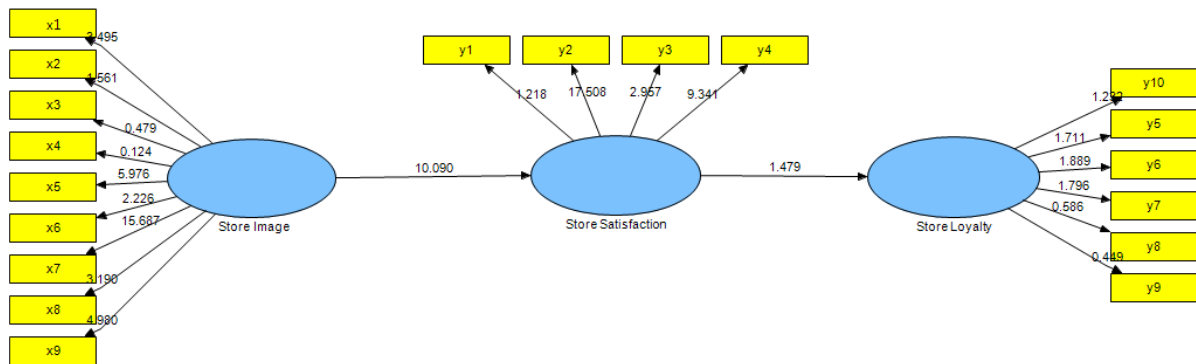 x1
x2
x3
x4
x5
x6
x7
x8
x9
3.495
1.561
0.479
0.124
5.976
2.226
15.687
3.190
4.980
Store Image
10.090
y1
y2
y3
y4
1.218
17.508
2.957
9.341
Store Satisfaction
1.479
Store Loyalty
1.232
1.711
1.889
1.796
0.586
0.449
y10
y5
y6
y7
y8
y9